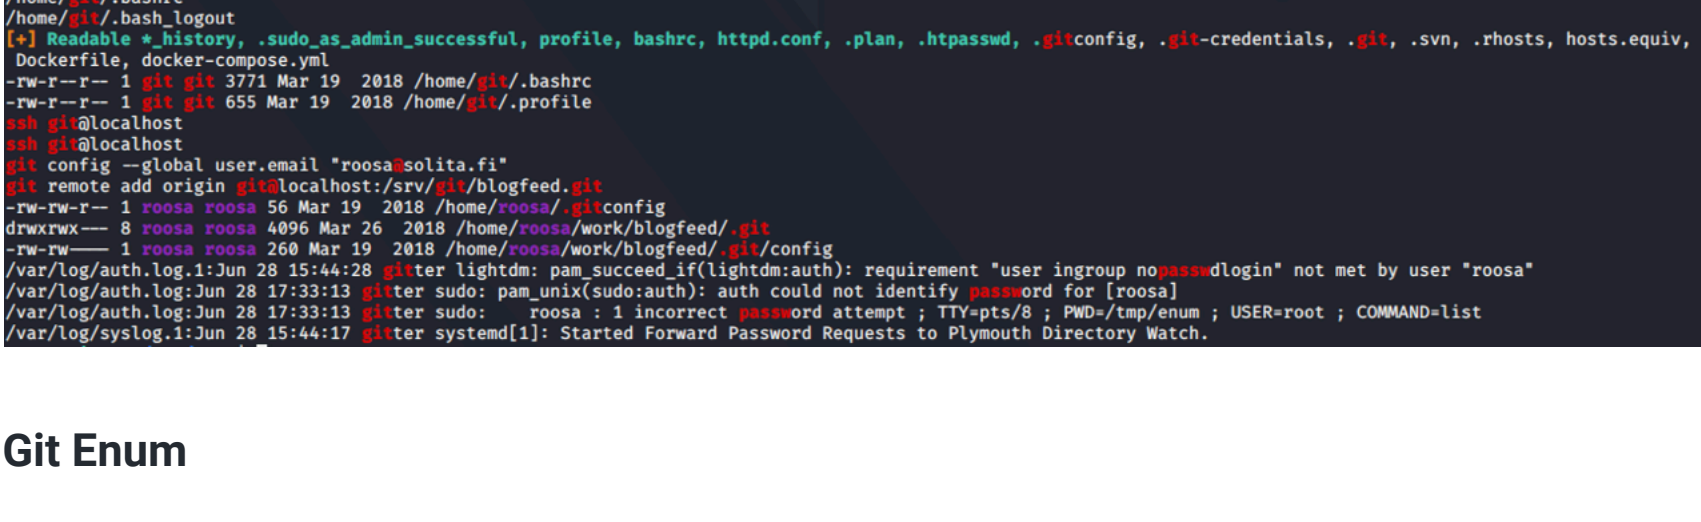 /home/git/.bashrc
/home/git/.bash_logout
[+] Readable *_history, .sudo_as_admin_successful, profile, bashrc, httpd.conf, .plan, .htpasswd, .gitconfig, .git-credentials, .git, .svn, .rhosts, hosts.equiv,
Dockerfile, docker-compose.yml
-rw-r--r-- 1 git git 3771 Mar 19  2018 /home/git/.bashrc
-rw-r--r-- 1 git git 655 Mar 19  2018 /home/git/.profile
ssh git@localhost
ssh git@localhost
git config --global user.email "roosa@solita.fi"
git remote add origin git@localhost:/srv/git/blogfeed.git
-rw-rw-r-- 1 roosa roosa 56 Mar 19  2018 /home/roosa/.gitconfig
drwxrwx--- 8 roosa roosa 4096 Mar 26  2018 /home/roosa/work/blogfeed/.git
-rw-rw---- 1 roosa roosa 260 Mar 19  2018 /home/roosa/work/blogfeed/.git/config
/var/log/auth.log.1:Jun 28 15:44:28 gitter lightdm: pam_succeed_if(lightdm:auth): requirement "user ingroup nopasswdlogin" not met by user "roosa"
/var/log/auth.log:Jun 28 17:33:13 gitter sudo: pam_unix(sudo:auth): auth could not identify password for [roosa]
/var/log/auth.log:Jun 28 17:33:13 gitter sudo:    roosa : 1 incorrect password attempt ; TTY=pts/8 ; PWD=/tmp/enum ; USER=root ; COMMAND=list
/var/log/syslog.1:Jun 28 15:44:17 gitter systemd[1]: Started Forward Password Requests to Plymouth Directory Watch.
Git Enum